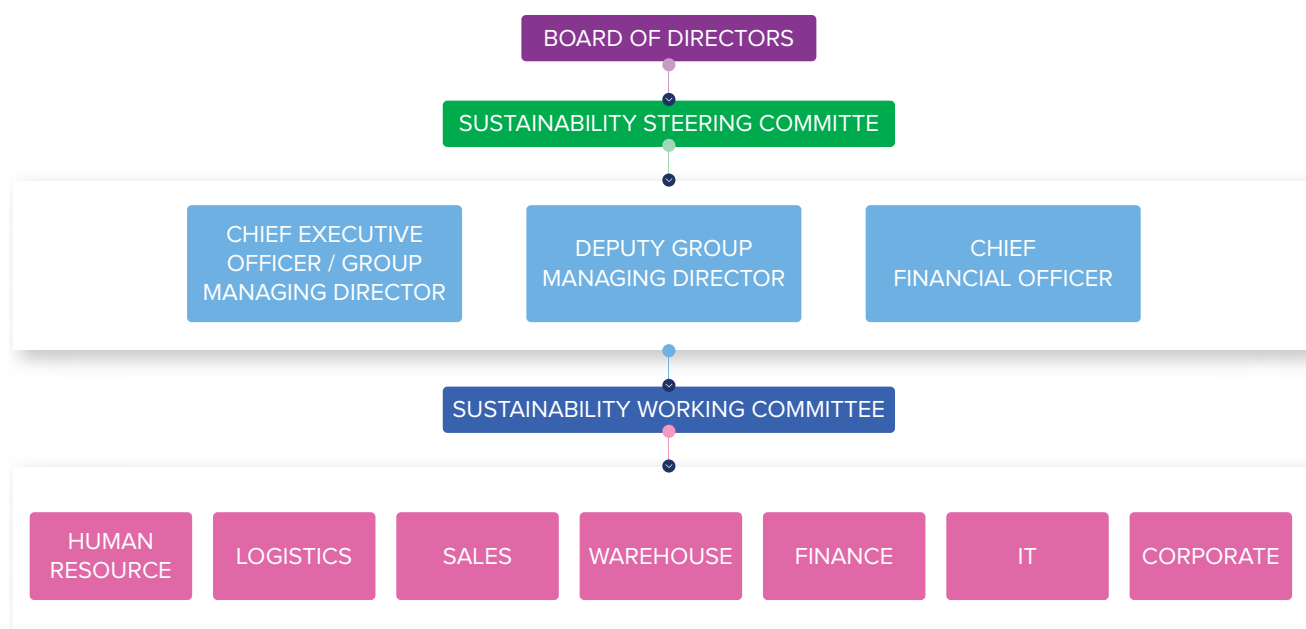 BOARD OF DIRECTORS
SUSTAINABILITY STEERING COMMITTE
CHIEF EXECUTIVE
OFFICER / GROUP
MANAGING DIRECTOR
DEPUTY GROUP
MANAGING DIRECTOR
CHIEF
FINANCIAL OFFICER
SUSTAINABILITY WORKING COMMITTEE
HUMAN
RESOURCE
LOGISTICS
SALES
WAREHOUSE
FINANCE
IT
CORPORATE